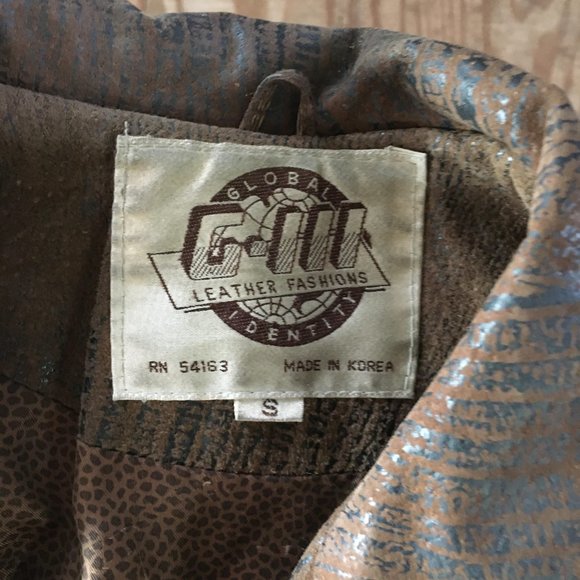 GLOBAL
G-III
LEATHER FASHIONS
IDENTITY
RN 54163 MADE IN KOREA
S